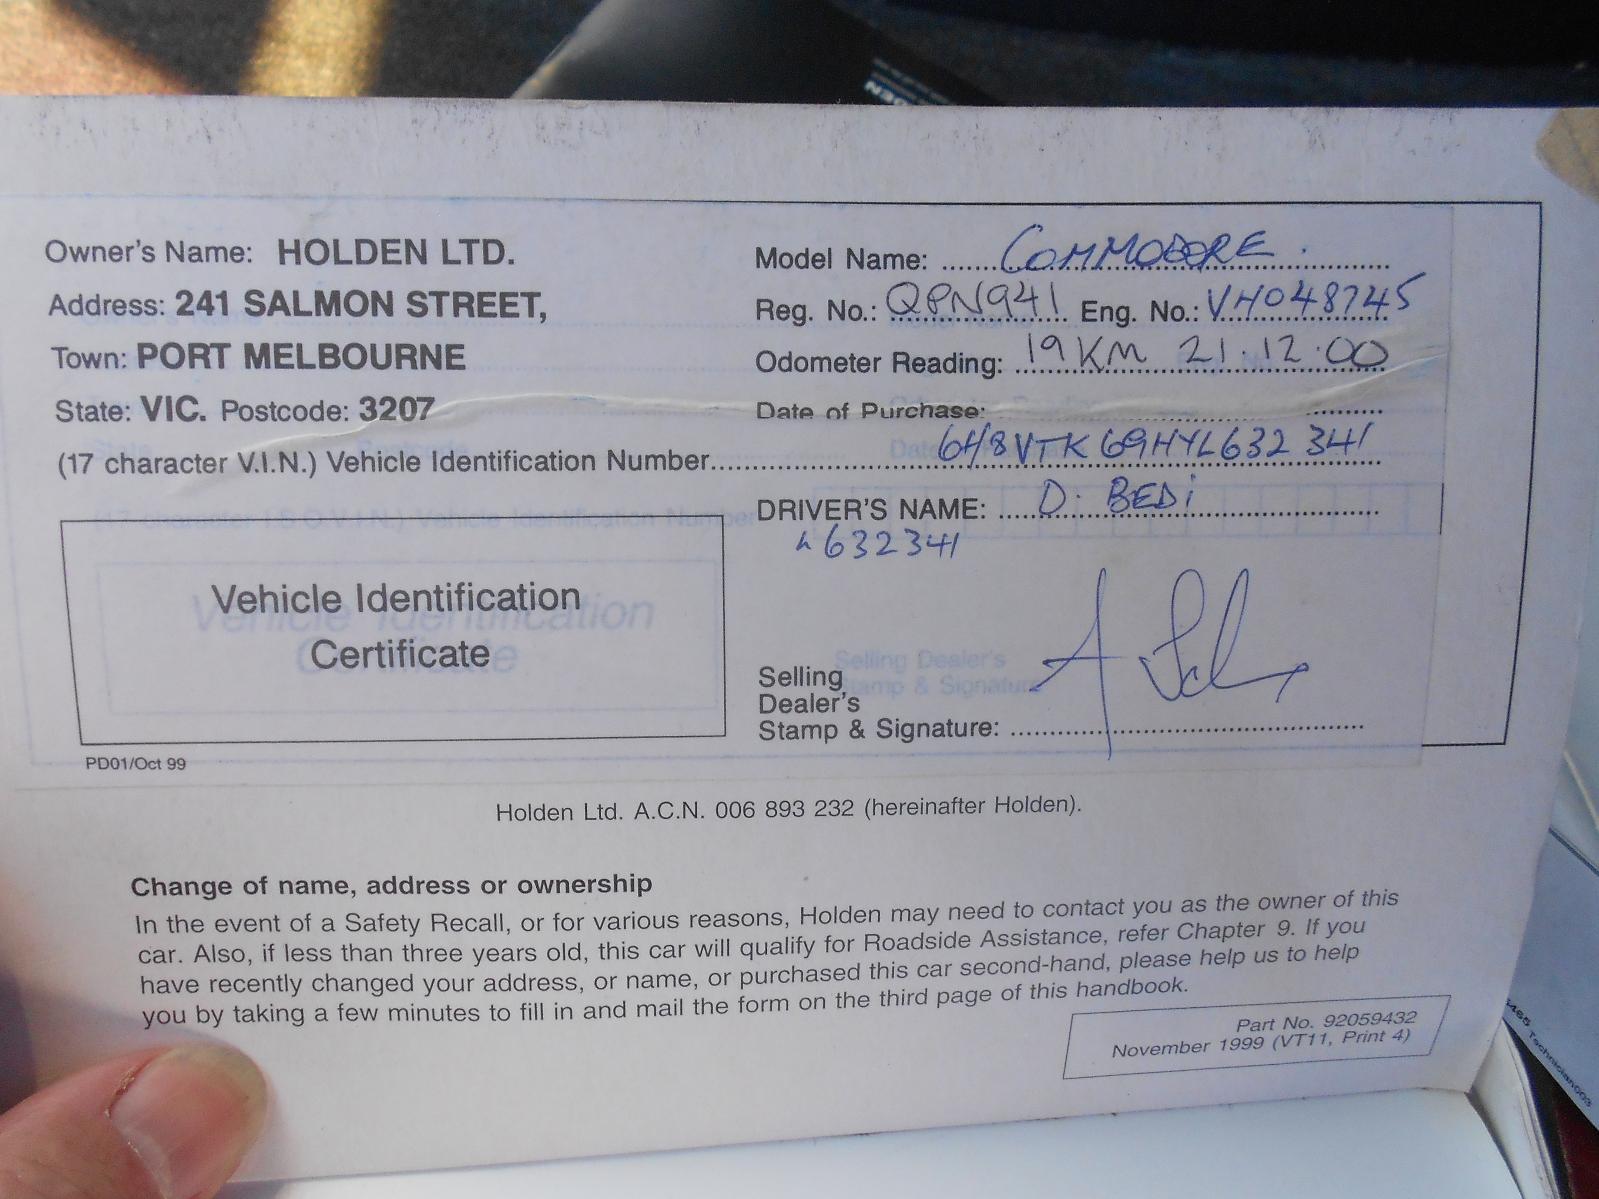 Owner's Name: HOLDEN LTD.
Address: 241 SALMON STREET,
Town: PORT MELBOURNE
State: VIC. Postcode: 3207
Model Name: COMMODORE.
Reg. No.: QPN941 Eng. No.: VH048745
Odometer Reading: 19KM 21.12.00
Date of Purchase:
(17 character V.I.N.) Vehicle Identification Number 6H8VTK69HYL632341
DRIVER'S NAME: D. BEDi
L632341
Vehicle Identification
Certificate
Selling
Dealer's
Stamp & Signature:
PD01/Oct 99
Holden Ltd. A.C.N. 006 893 232 (hereinafter Holden).
Change of name, address or ownership
In the event of a Safety Recall, or for various reasons, Holden may need to contact you as the owner of this
car. Also, if less than three years old, this car will qualify for Roadside Assistance, refer Chapter 9. If you
have recently changed your address, or name, or purchased this car second-hand, please help us to help
you by taking a few minutes to fill in and mail the form on the third page of this handbook.
Part No. 92059432
November 1999 (VT11, Print 4)